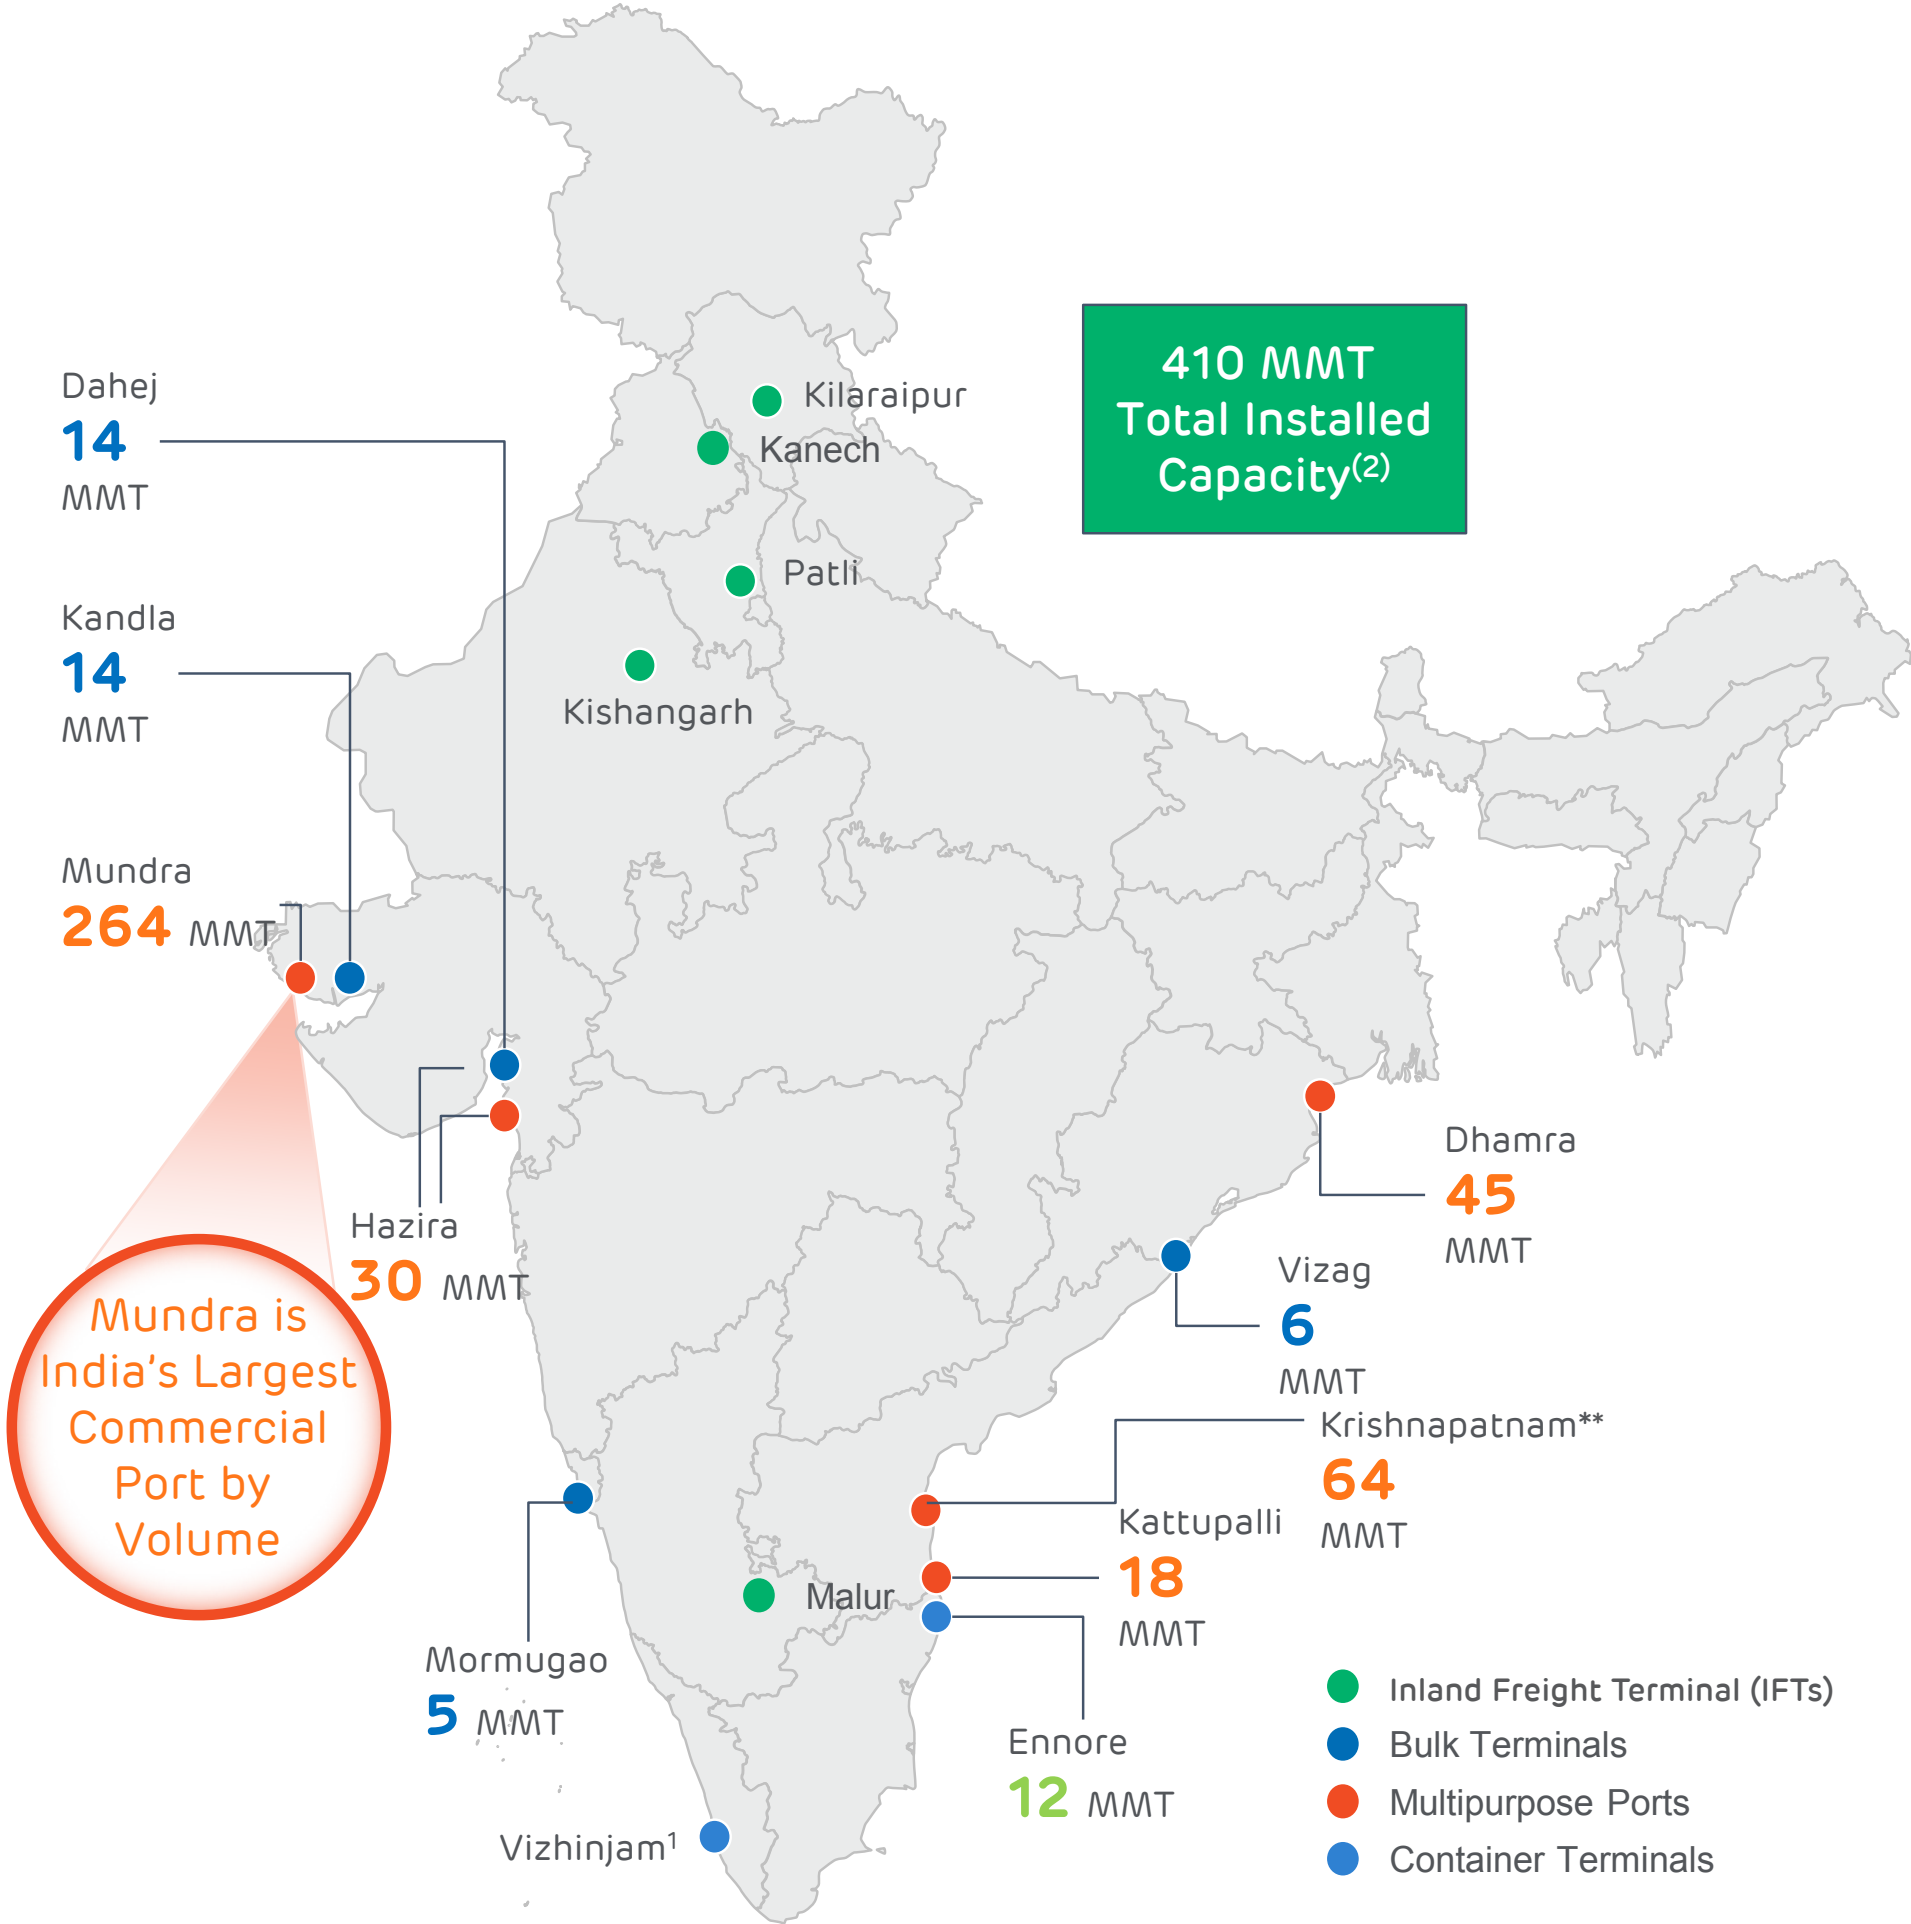 410 MMT
Total Installed
Capacity(2)
Dahej
14
MMT
Kilaraipur
Kanech
Patli
Kandla
14
MMT
Kishangarh
Mundra
264 MMT
Dhamra
45
MMT
Hazira
30 MMT
Vizag
6
MMT
Mundra is
India's Largest
Commercial
Port by
Volume
Krishnapatnam**
64
MMT
Kattupalli
18
MMT
Malur
Mormugao
5 MMT
Ennore
12 MMT
Vizhinjam1
Inland Freight Terminal (IFTs)
Bulk Terminals
Multipurpose Ports
Container Terminals